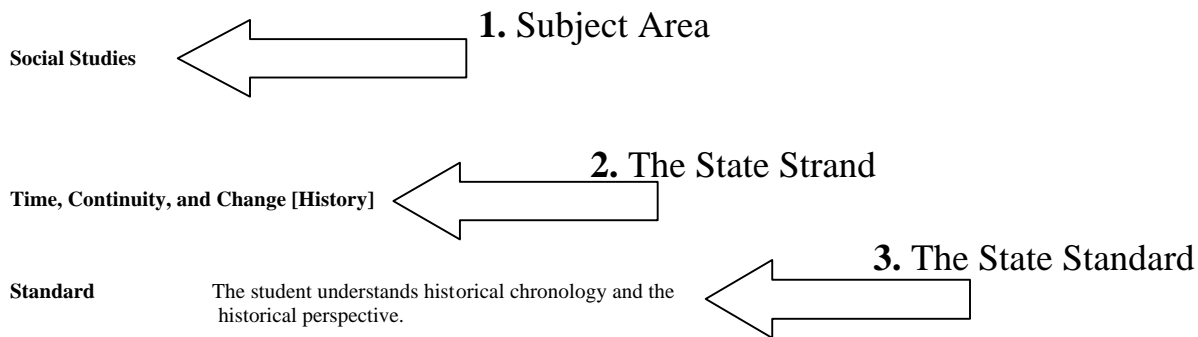 1. Subject Area
Social Studies
2. The State Strand
Time, Continuity, and Change [History]
3. The State Standard
Standard The student understands historical chronology and the
historical perspective.